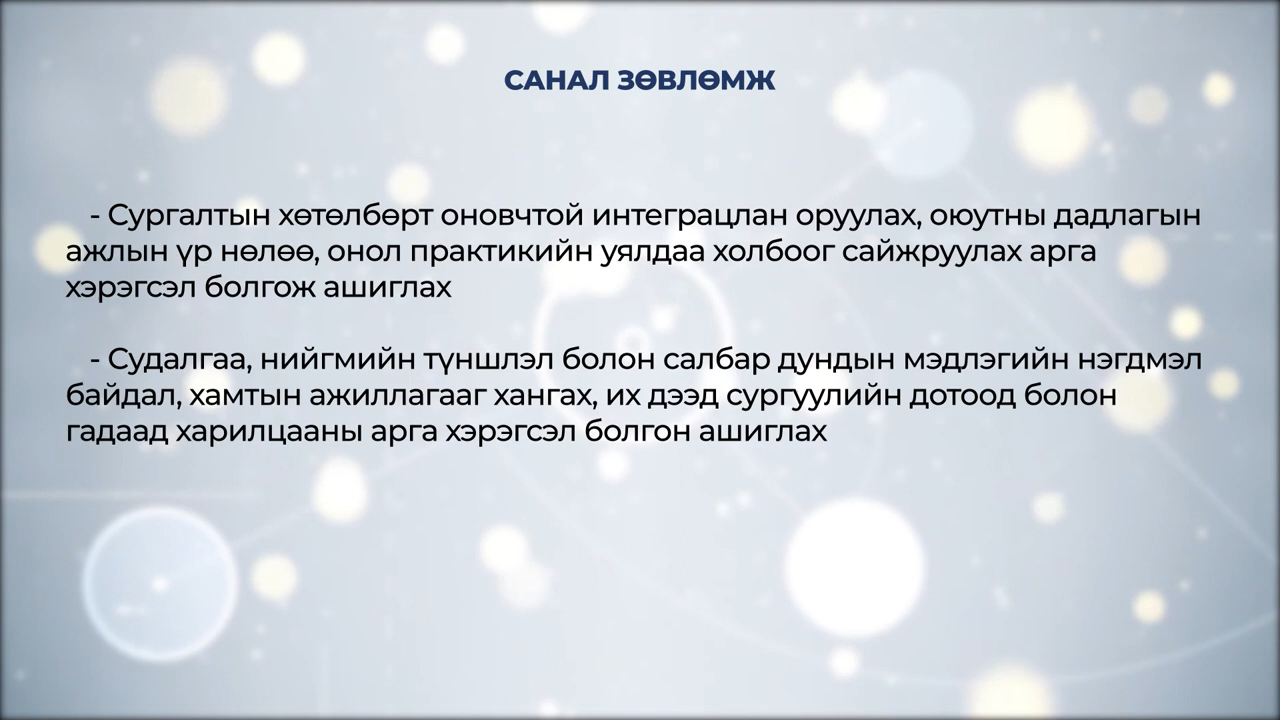 САНАЛ ЗӨВЛӨМЖ
- Сургалтын хөтөлбөрт оновчтой интеграцлан оруулах, оюутны дадлагын
ажлын үр нөлөө, онол практикийн уялдаа холбоог сайжруулах арга
хэрэгсэл болгож ашиглах
- Судалгаа, нийгмийн түншлэл болон салбар дундын мэдлэгийн нэгдмэл
байдал, хамтын ажиллагааг хангах, их дээд сургуулийн дотоод болон
гадаад харилцааны арга хэрэгсэл болгон ашиглах